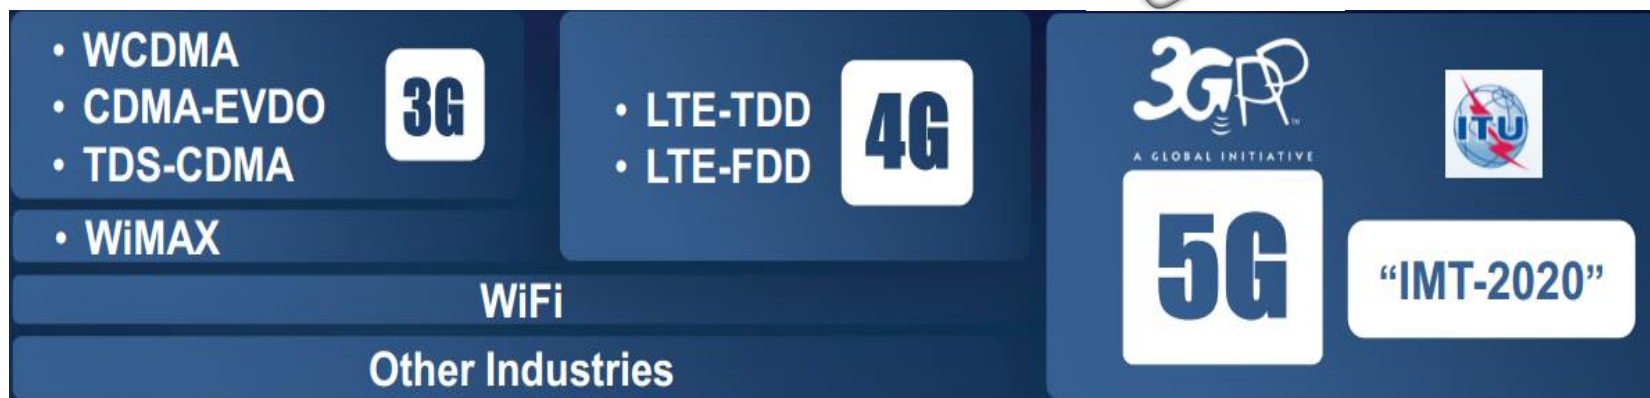 • WCDMA
• CDMA-EVDO
• TDS-CDMA
3G
• WiMAX
• LTE-TDD
• LTE-FDD
4G
WiFi
Other Industries
3GPP™
A GLOBAL INITIATIVE
5G
ITU
“IMT-2020”